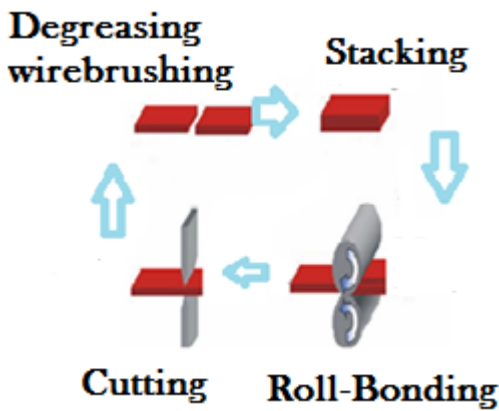 Degreasing
wirebrushing
Stacking
Cutting
Roll-Bonding